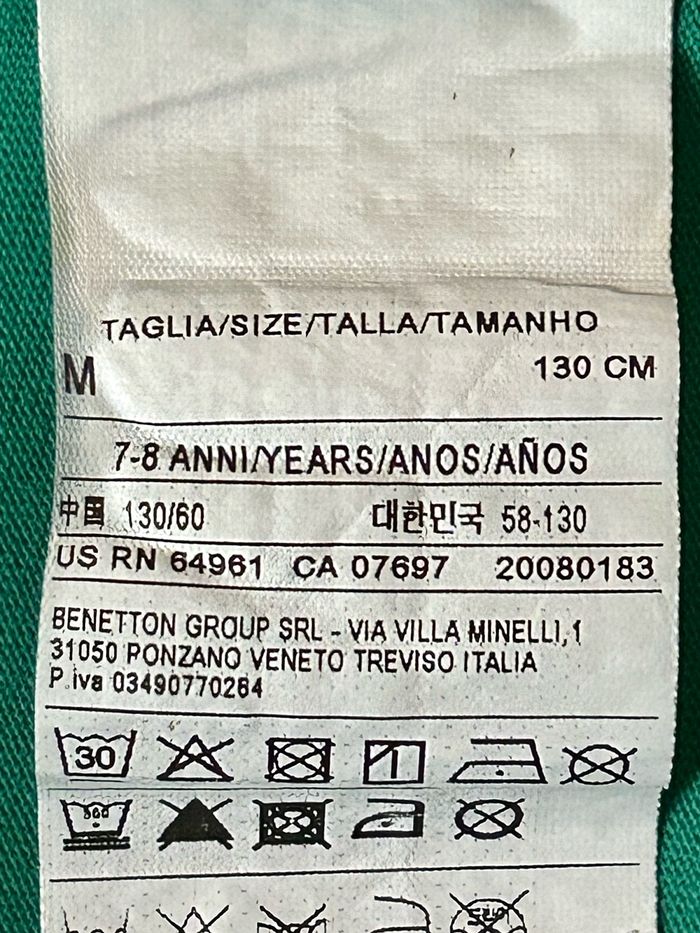 TAGLIA/SIZE/TALLA/TAMANHO
M 130 CM
7-8 ANNI/YEARS/ANOS/AÑOS
中国 130/60 대한민국 58-130
US RN 64961 CA 07697 20080183
BENETTON GROUP SRL - VIA VILLA MINELLI,1
31050 PONZANO VENETO TREVISO ITALIA
P.iva 03490770264
30